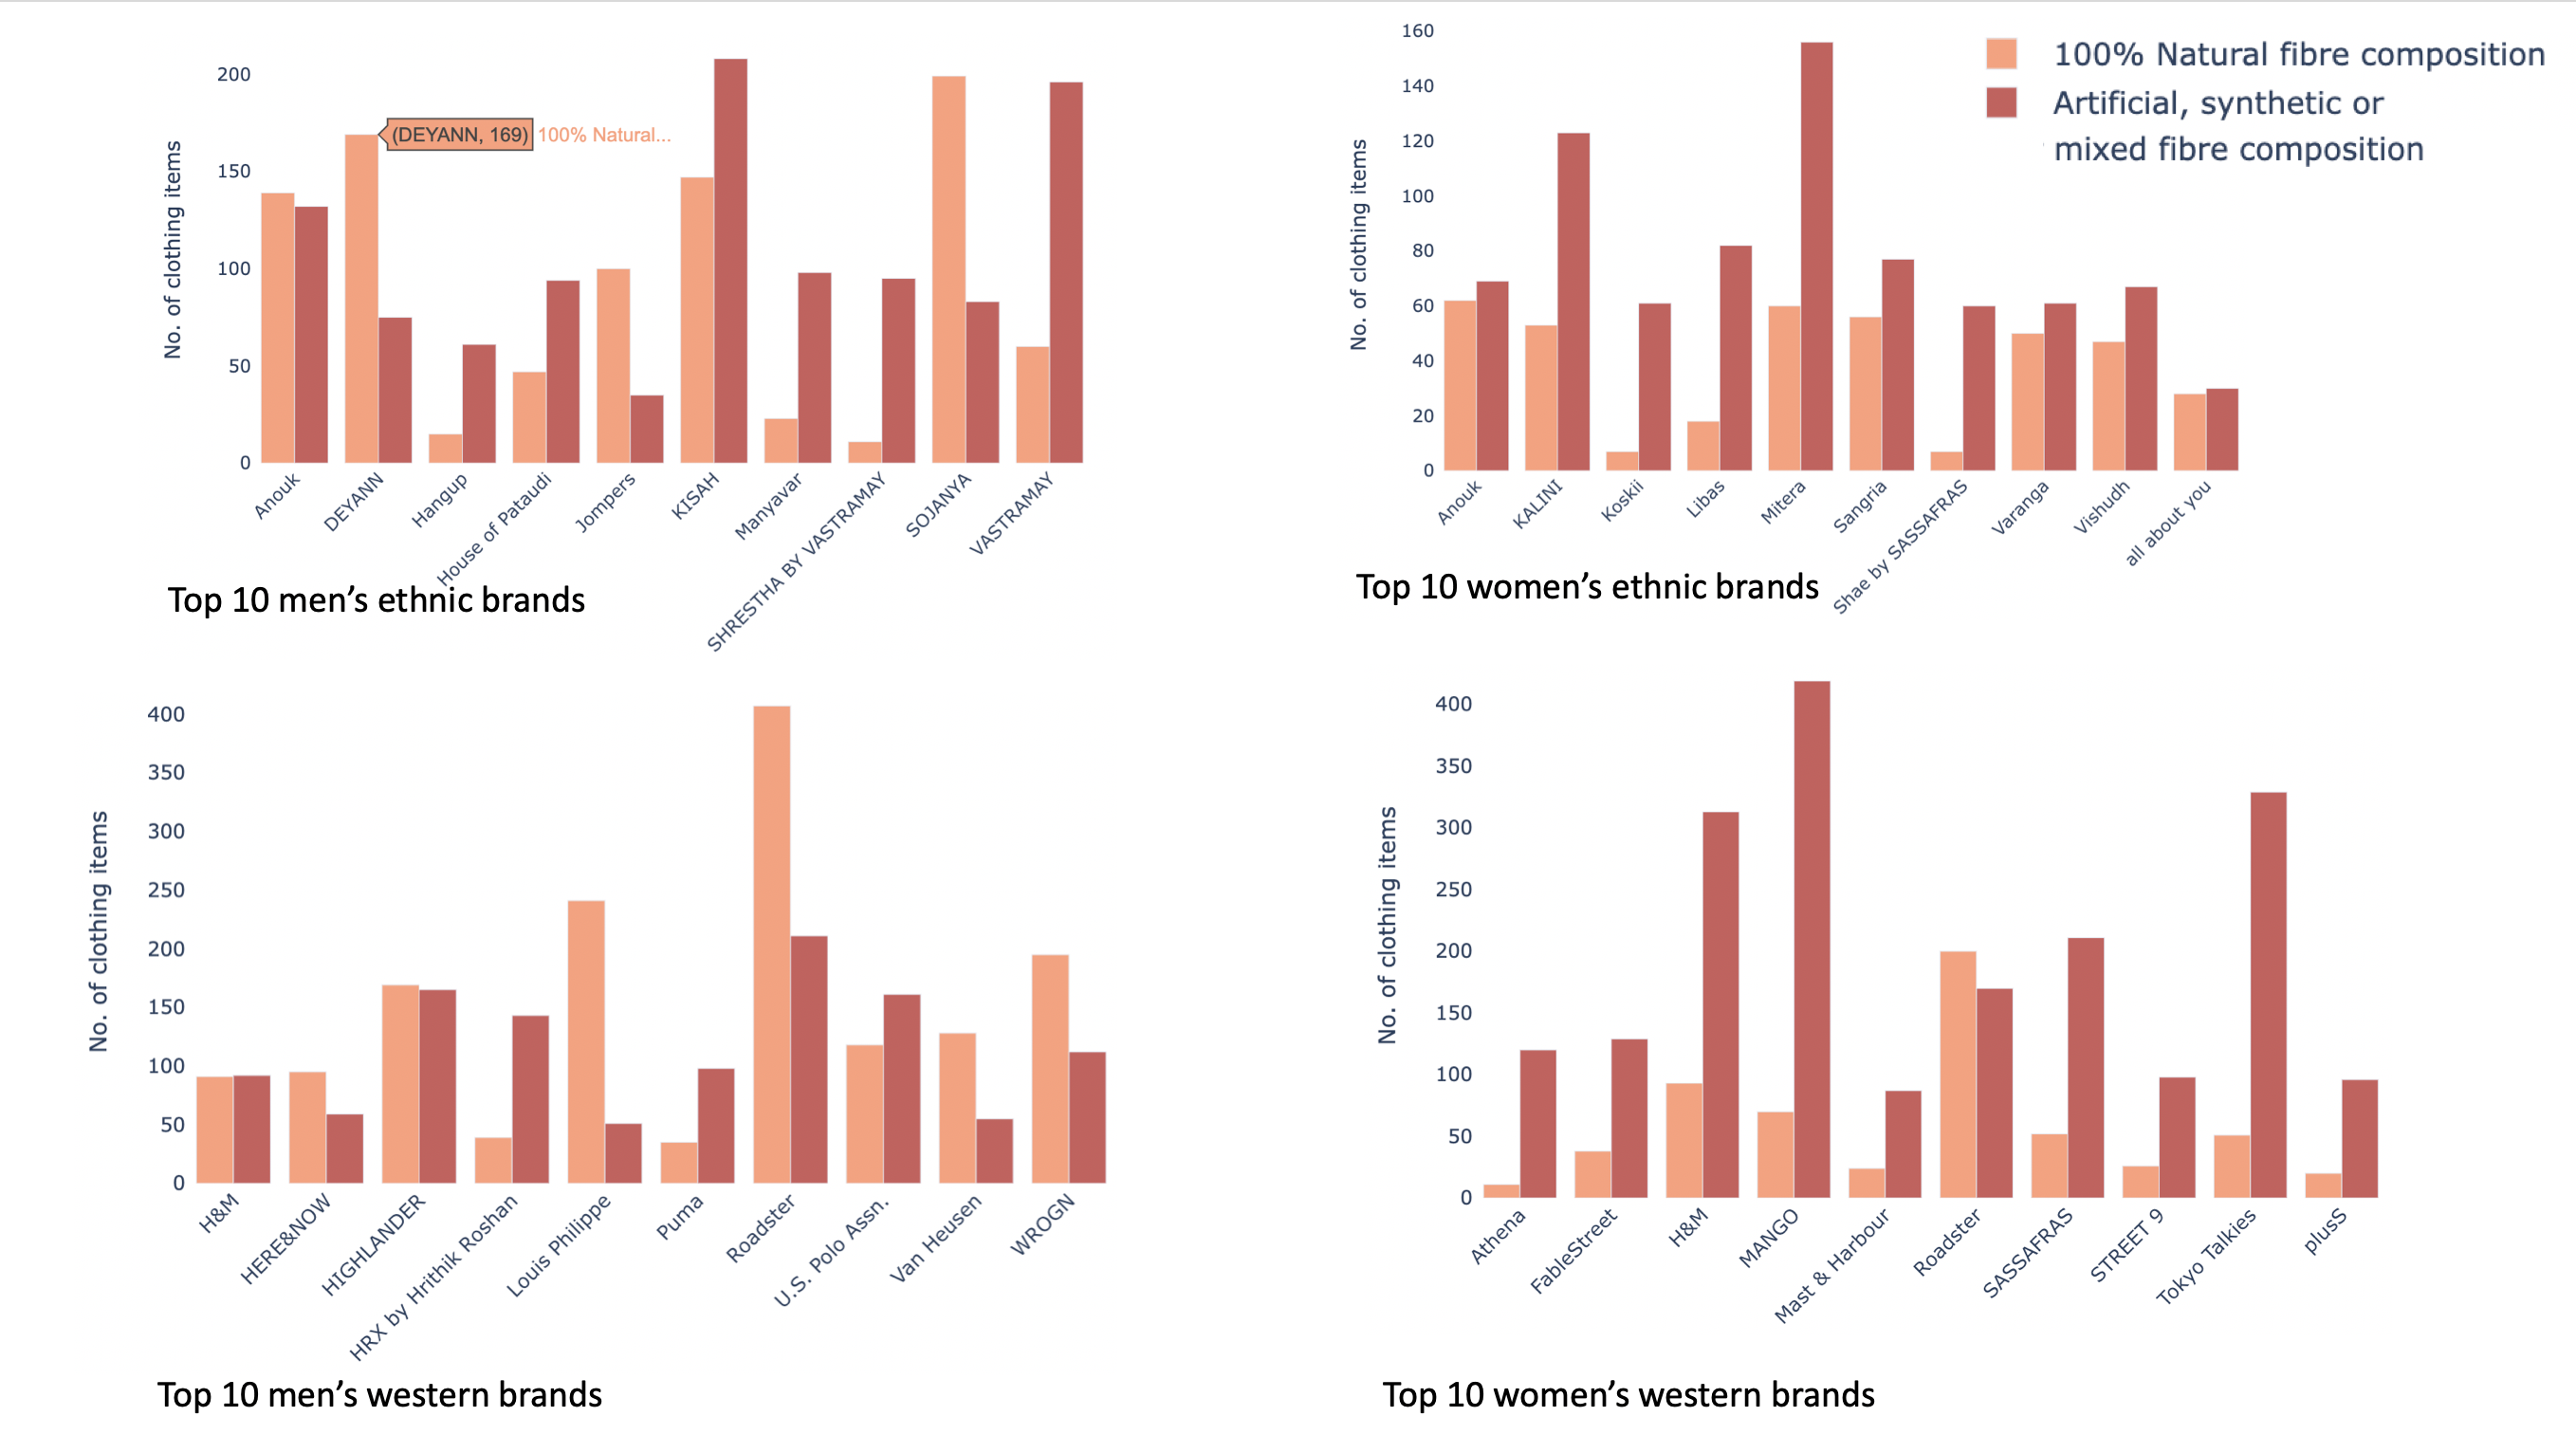 200
150
100
50
0
No. of clothing items
(DEYANN, 169) 100% Natural...
Anouk
DEYANN
Hangup
House of Pataudi
Jompers
KISAH
Manyavar
SHRESTHA BY VASTRAMAY
SOJANYA
VASTRAMAY
Top 10 men’s ethnic brands
160
140
120
100
80
60
40
20
0
No. of clothing items
100% Natural fibre composition
Artificial, synthetic or
mixed fibre composition
Anouk
KALINI
Koskii
Libas
Mitera
Sangria
Shae by SASSAFRAS
Varanga
Vishudh
all about you
Top 10 women’s ethnic brands
400
350
300
250
200
150
100
50
0
No. of clothing items
H&M
HERE&NOW
HIGHLANDER
HRX by Hrithik Roshan
Louis Philippe
Puma
Roadster
U.S. Polo Assn.
Van Heusen
WROGN
Top 10 men’s western brands
400
350
300
250
200
150
100
50
0
No. of clothing items
Athena
FableStreet
H&M
MANGO
Mast & Harbour
Roadster
SASSAFRAS
STREET 9
Tokyo Talkies
plusS
Top 10 women’s western brands